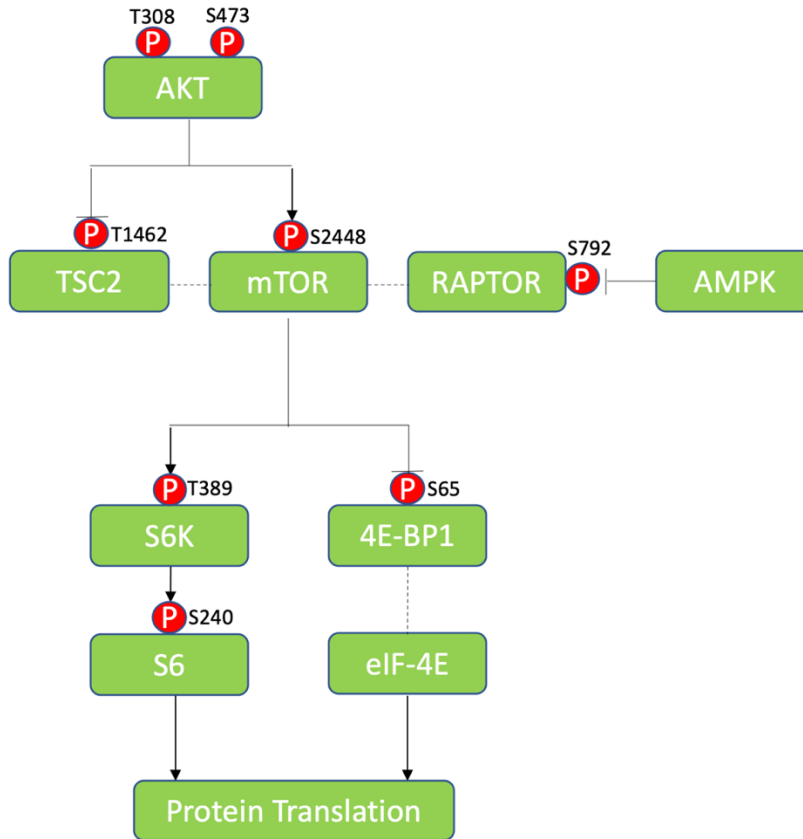 T308 S473
P P
AKT
P T1462 P S2448
S792
TSC2 mTOR RAPTOR P AMPK
P T389 P S65
S6K 4E-BP1
P S240
S6 eIF-4E
Protein Translation